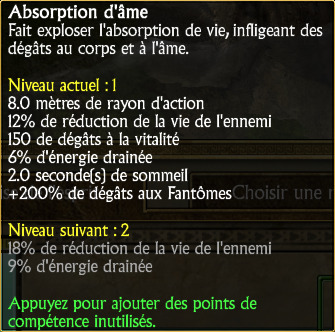 Absorption d'âme
Fait exploser l'absorption de vie, infligeant des
dégâts au corps et à l'âme.
Niveau actuel : 1
8.0 mètres de rayon d'action
12% de réduction de la vie de l'ennemi
150 de dégâts à la vitalité
6% d'énergie drainée
2.0 seconde(s) de sommeil
+200% de dégâts aux Fantômes
Choisir une
Niveau suivant : 2
18% de réduction de la vie de l'ennemi
9% d'énergie drainée
Appuyez pour ajouter des points de
compétence inutilisés.